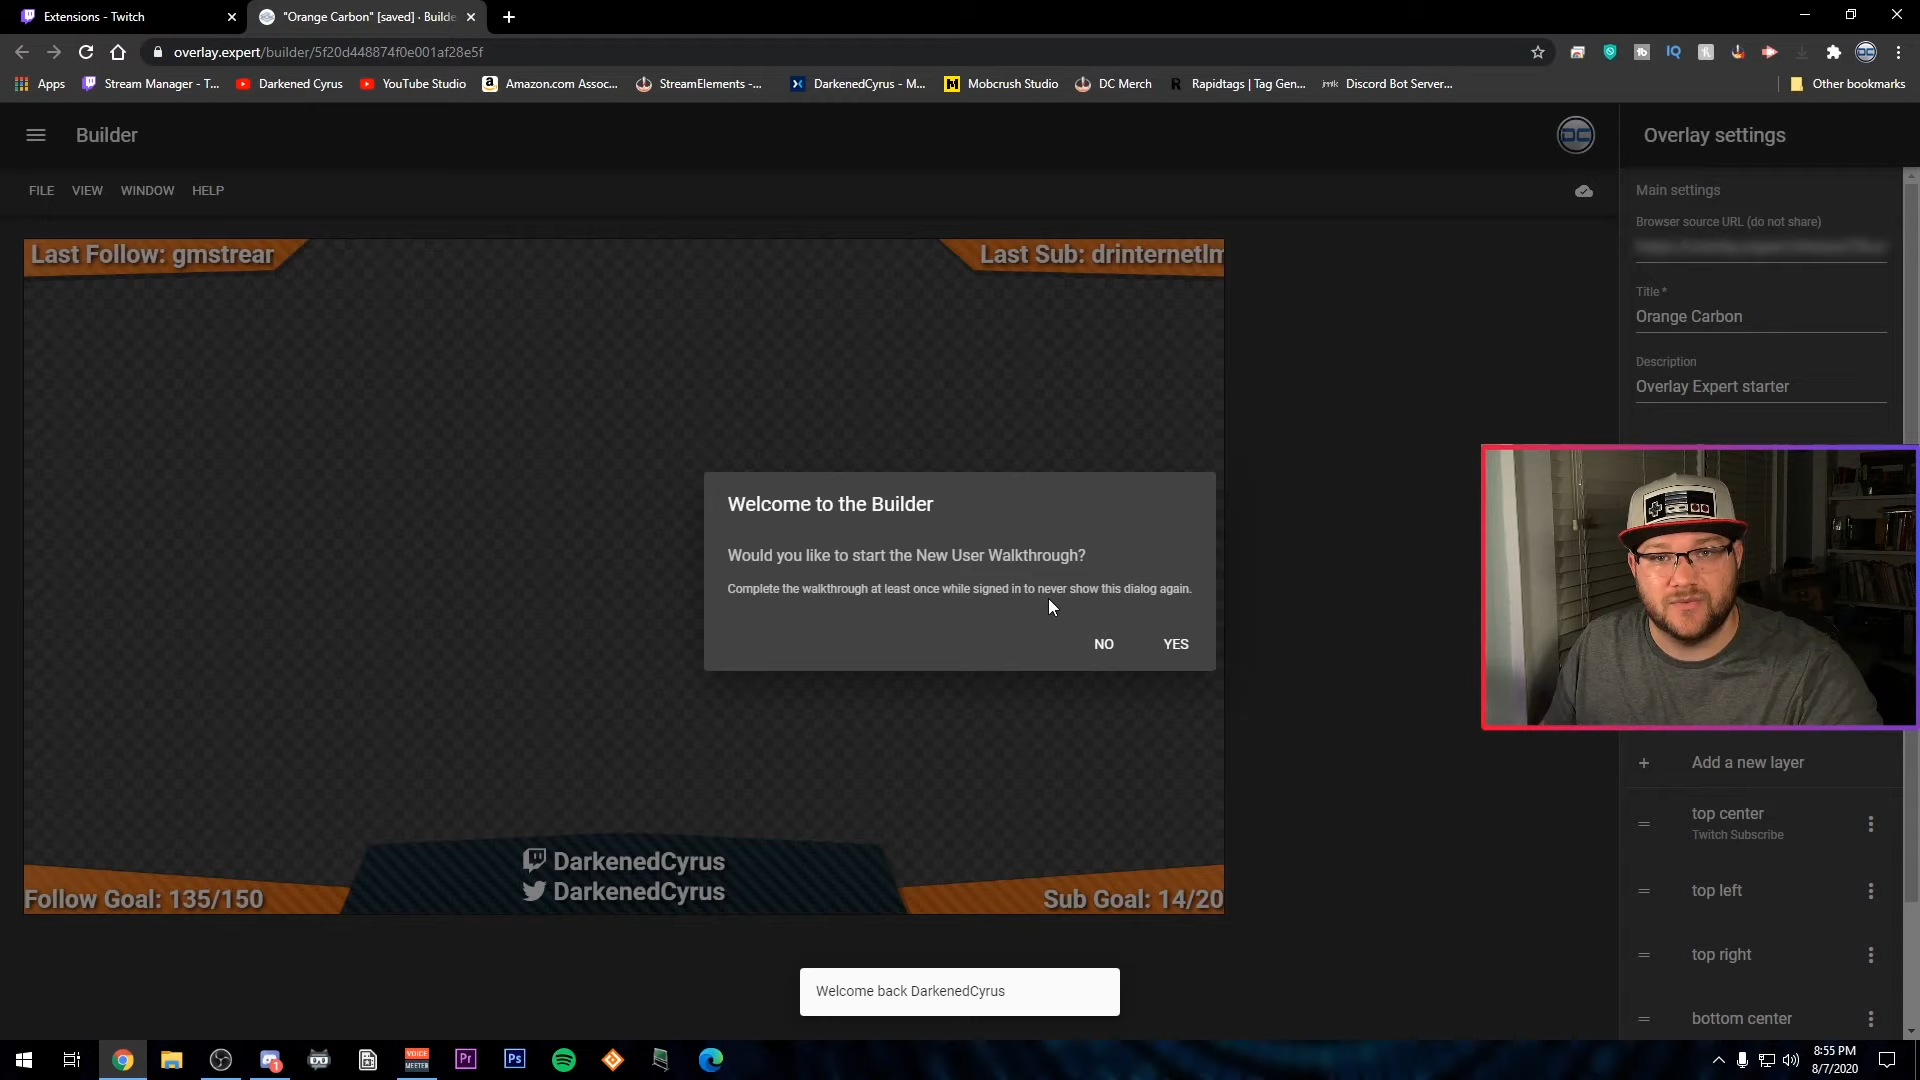 Extensions - Twitch
"Orange Carbon" [saved] · Builde
overlay.expert/builder/5f20d448874f0e001af28e5f
Apps
Stream Manager - T...
Darkened Cyrus
YouTube Studio
Amazon.com Assoc...
StreamElements -...
DarkenedCyrus - M...
Mobcrush Studio
DC Merch
Rapidtags | Tag Gen...
Discord Bot Server...
Other bookmarks
Builder
FILE VIEW WINDOW HELP
Overlay settings
Main settings
Browser source URL (do not share)
Title *
Orange Carbon
Description
Overlay Expert starter
Last Follow: gmstrear
Last Sub: drinternetlm
Welcome to the Builder
Would you like to start the New User Walkthrough?
Complete the walkthrough at least once while signed in to never show this dialog again.
NO YES
Add a new layer
top center
Twitch Subscribe
top left
top right
bottom center
DarkenedCyrus
DarkenedCyrus
Follow Goal: 135/150
Sub Goal: 14/20
Welcome back DarkenedCyrus
VOICE
MEETER
Pr
Ps
8:55 PM
8/7/2020